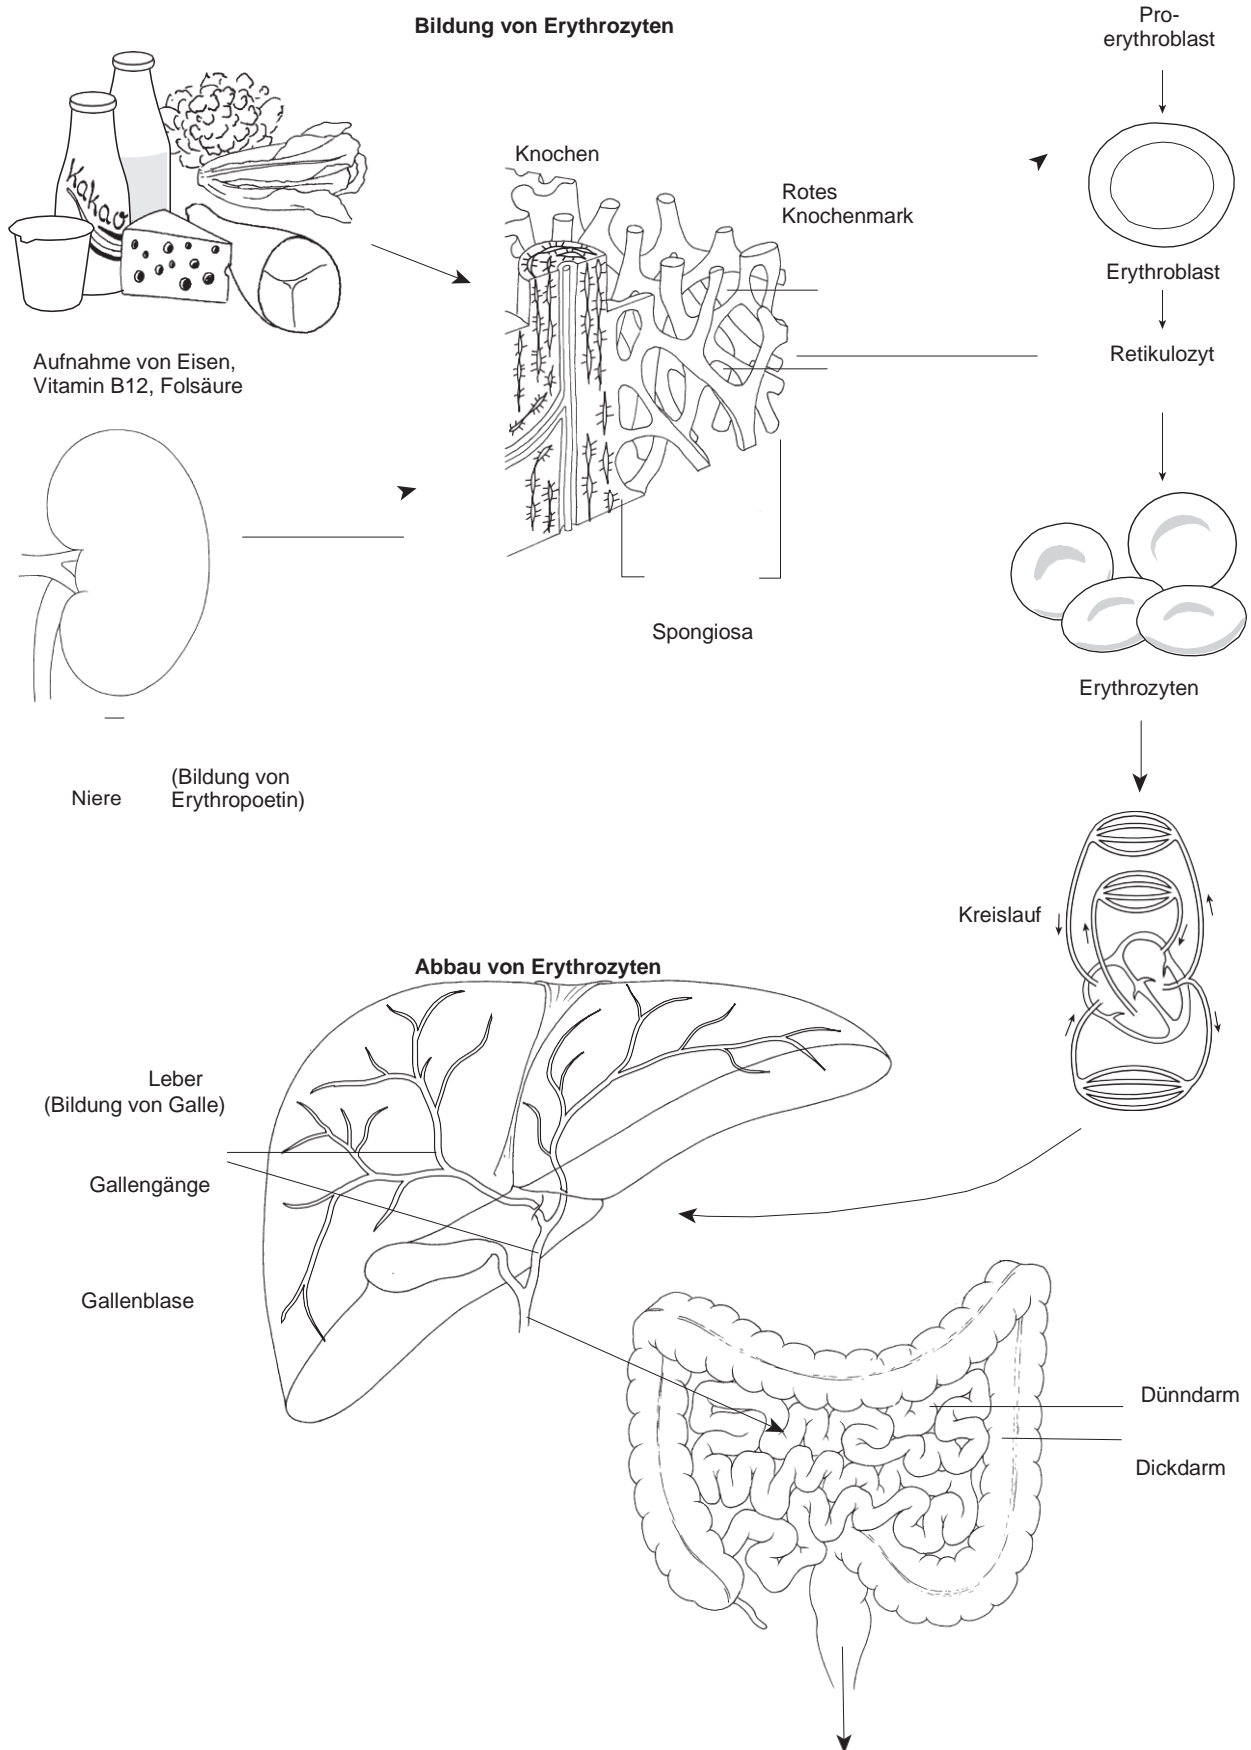 Bildung von Erythrozyten
Pro-
erythroblast
Kakao
Knochen
Rotes
Knochenmark
Erythroblast
Retikulozyt
Aufnahme von Eisen,
Vitamin B12, Folsäure
Spongiosa
Erythrozyten
Niere
(Bildung von
Erythropoetin)
Kreislauf
Abbau von Erythrozyten
Leber
(Bildung von Galle)
Gallengänge
Gallenblase
Dünndarm
Dickdarm